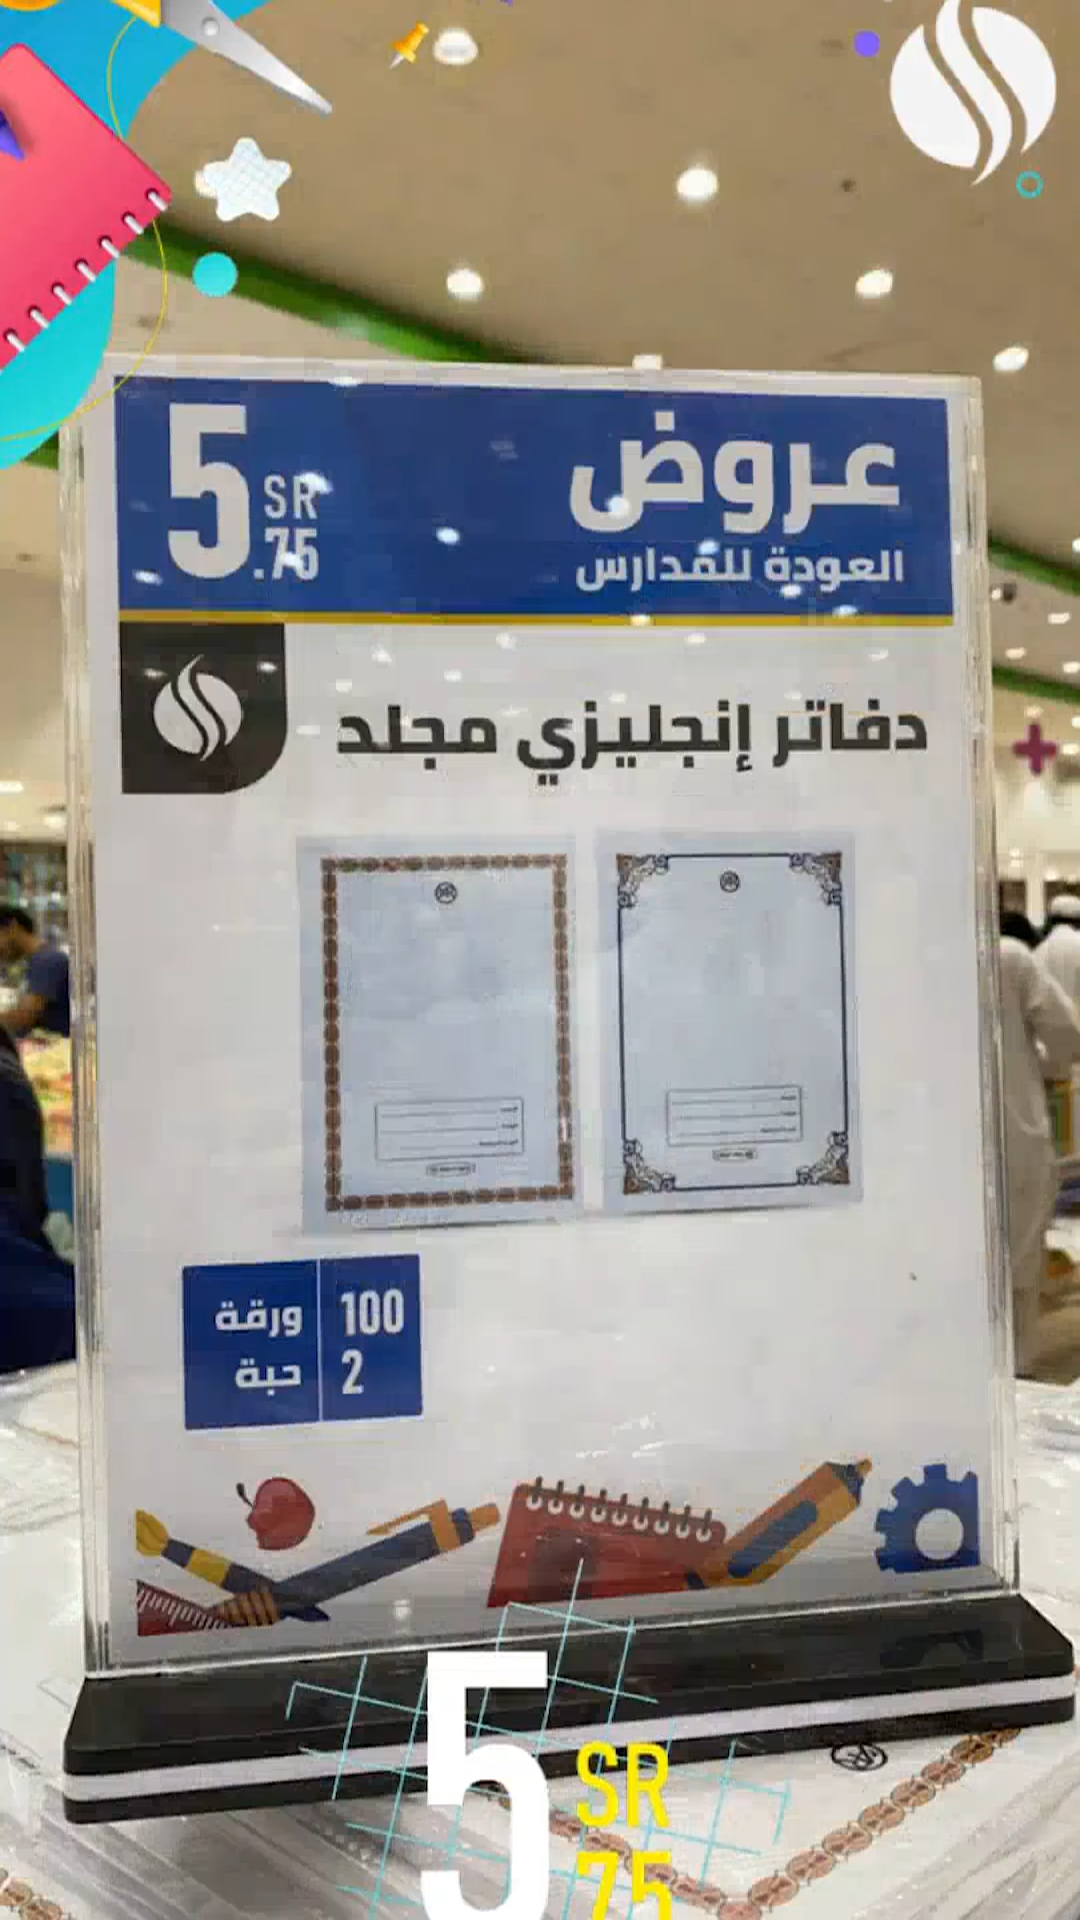 عروض
العودة للمدارس
5 SR
.75
دفاتر إنجليزي مجلد
100 ورقة
2 حبة
5 SR
75